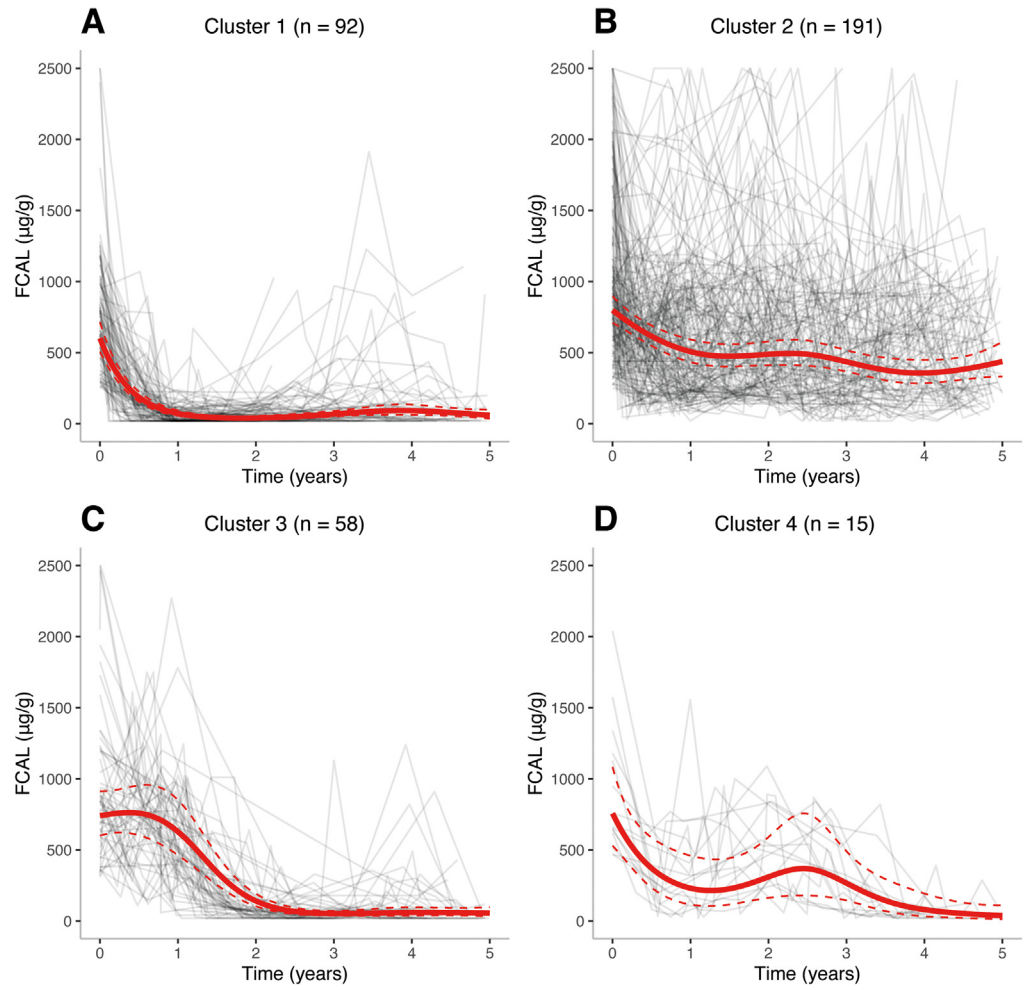 A
Cluster 1 (n = 92)
FCAL (µg/g)
2500
2000
1500
1000
500
0
0 1 2 3 4 5
Time (years)
B
Cluster 2 (n = 191)
FCAL (µg/g)
2500
2000
1500
1000
500
0
0 1 2 3 4 5
Time (years)
C
Cluster 3 (n = 58)
FCAL (µg/g)
2500
2000
1500
1000
500
0
0 1 2 3 4 5
Time (years)
D
Cluster 4 (n = 15)
FCAL (µg/g)
2500
2000
1500
1000
500
0
0 1 2 3 4 5
Time (years)